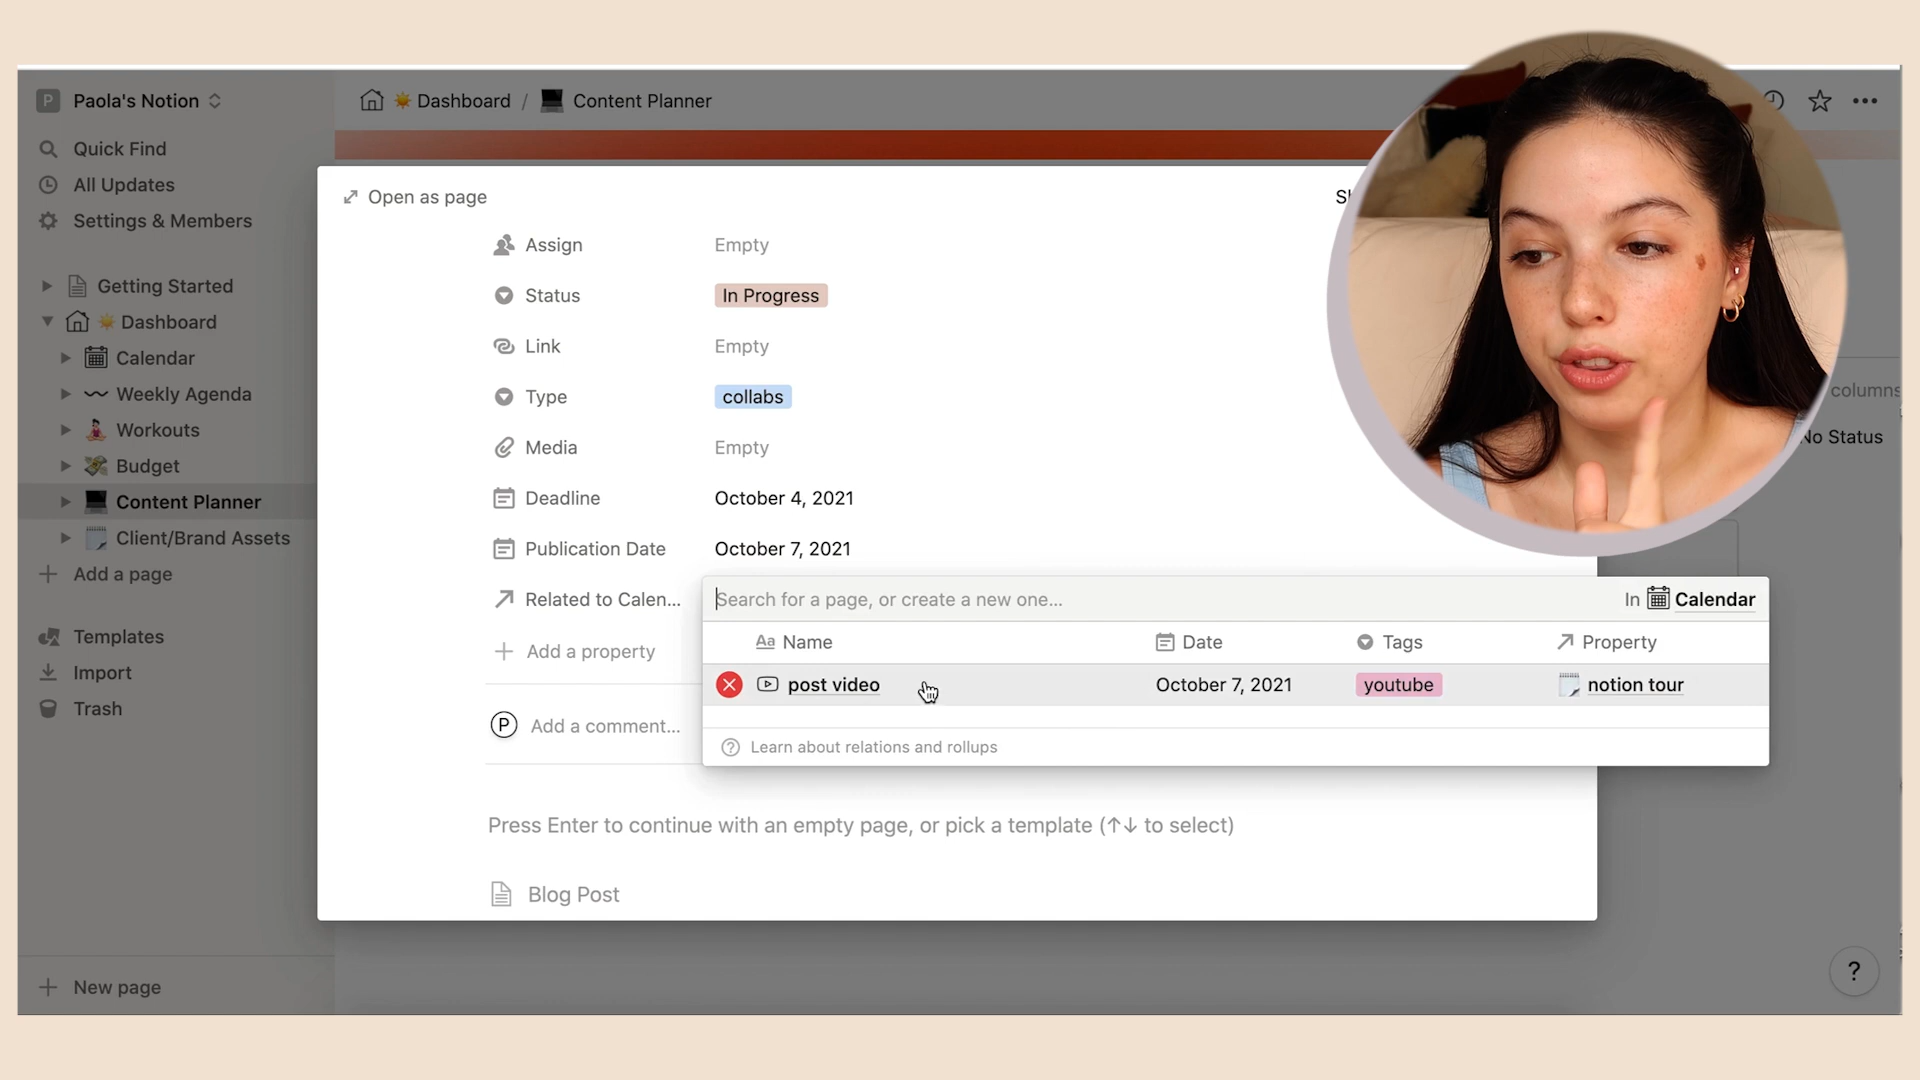 P Paola's Notion
Quick Find
All Updates
Settings & Members
Getting Started
Dashboard
Calendar
Weekly Agenda
Workouts
Budget
Content Planner
Client/Brand Assets
Add a page
Templates
Import
Trash
New page
Dashboard / Content Planner
Open as page
Assign Empty
Status In Progress
Link Empty
Type collabs
Media Empty
Deadline October 4, 2021
Publication Date October 7, 2021
Related to Calen...
Search for a page, or create a new one... In Calendar
Aa Name Date Tags Property
post video October 7, 2021 youtube notion tour
Learn about relations and rollups
Add a property
P Add a comment...
Press Enter to continue with an empty page, or pick a template (↑↓ to select)
Blog Post
columns
No Status
?